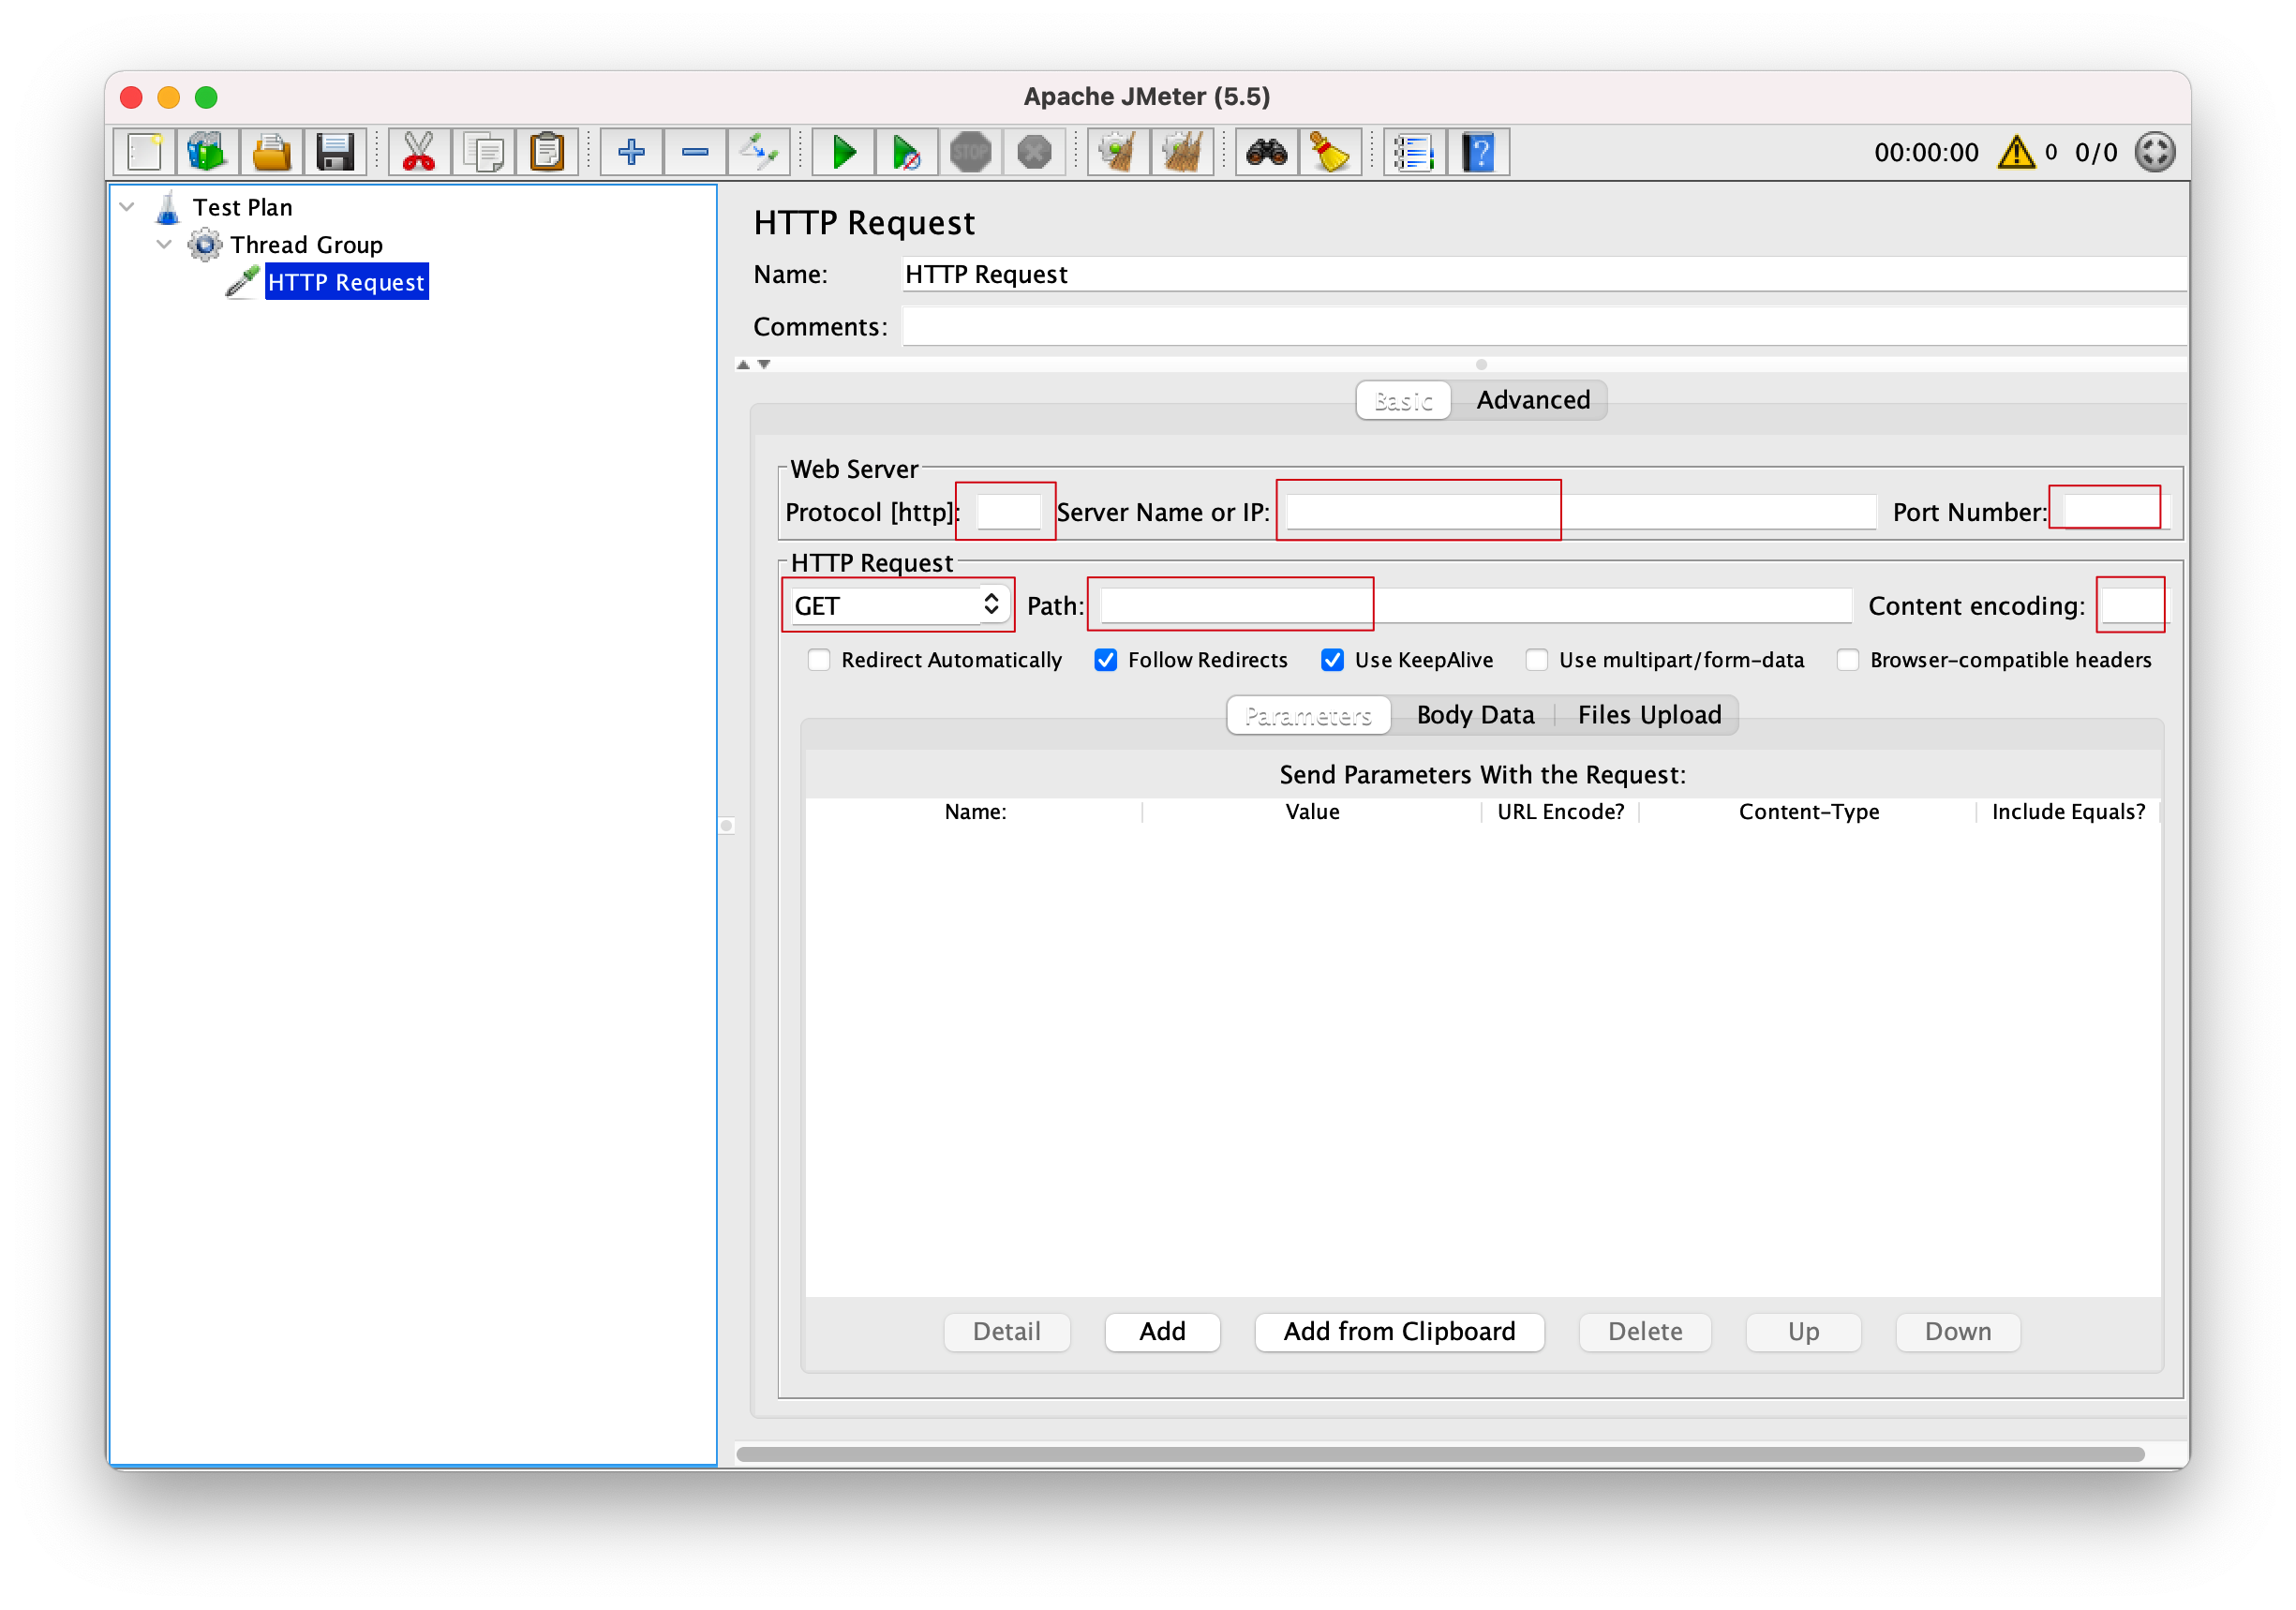 Apache JMeter (5.5)
STOP
?
00:00:00 0 0/0
Test Plan
Thread Group
HTTP Request
HTTP Request
Name: HTTP Request
Comments:
Basic Advanced
Web Server
Protocol [http]: Server Name or IP: Port Number:
HTTP Request
GET Path: Content encoding:
Redirect Automatically Follow Redirects Use KeepAlive Use multipart/form-data Browser-compatible headers
Parameters Body Data Files Upload
Send Parameters With the Request:
Name: Value URL Encode? Content-Type Include Equals?
Detail Add Add from Clipboard Delete Up Down